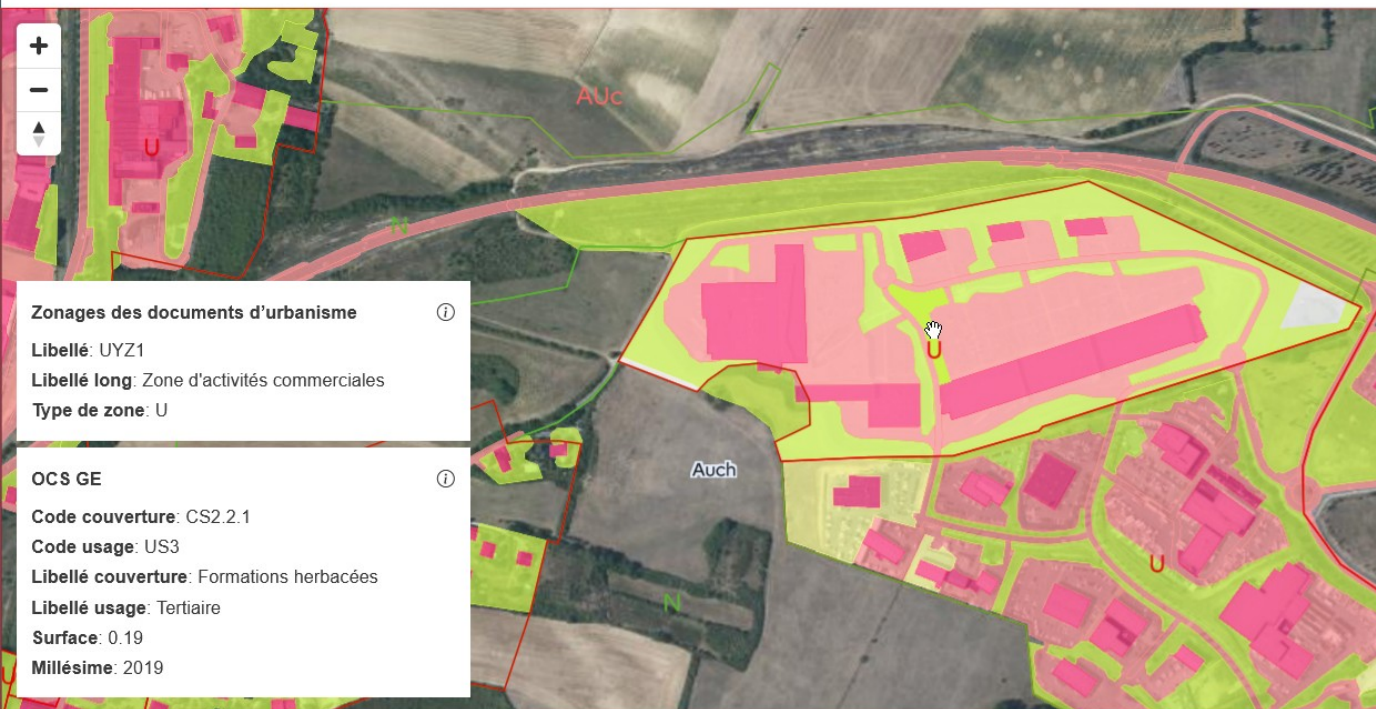 +
−
AUc
U
N
Zonages des documents d’urbanisme
Libellé: UYZ1
Libellé long: Zone d'activités commerciales
Type de zone: U
U
OCS GE
Code couverture: CS2.2.1
Code usage: US3
Libellé couverture: Formations herbacées
Libellé usage: Tertiaire
Surface: 0.19
Millésime: 2019
Auch
U
N
U